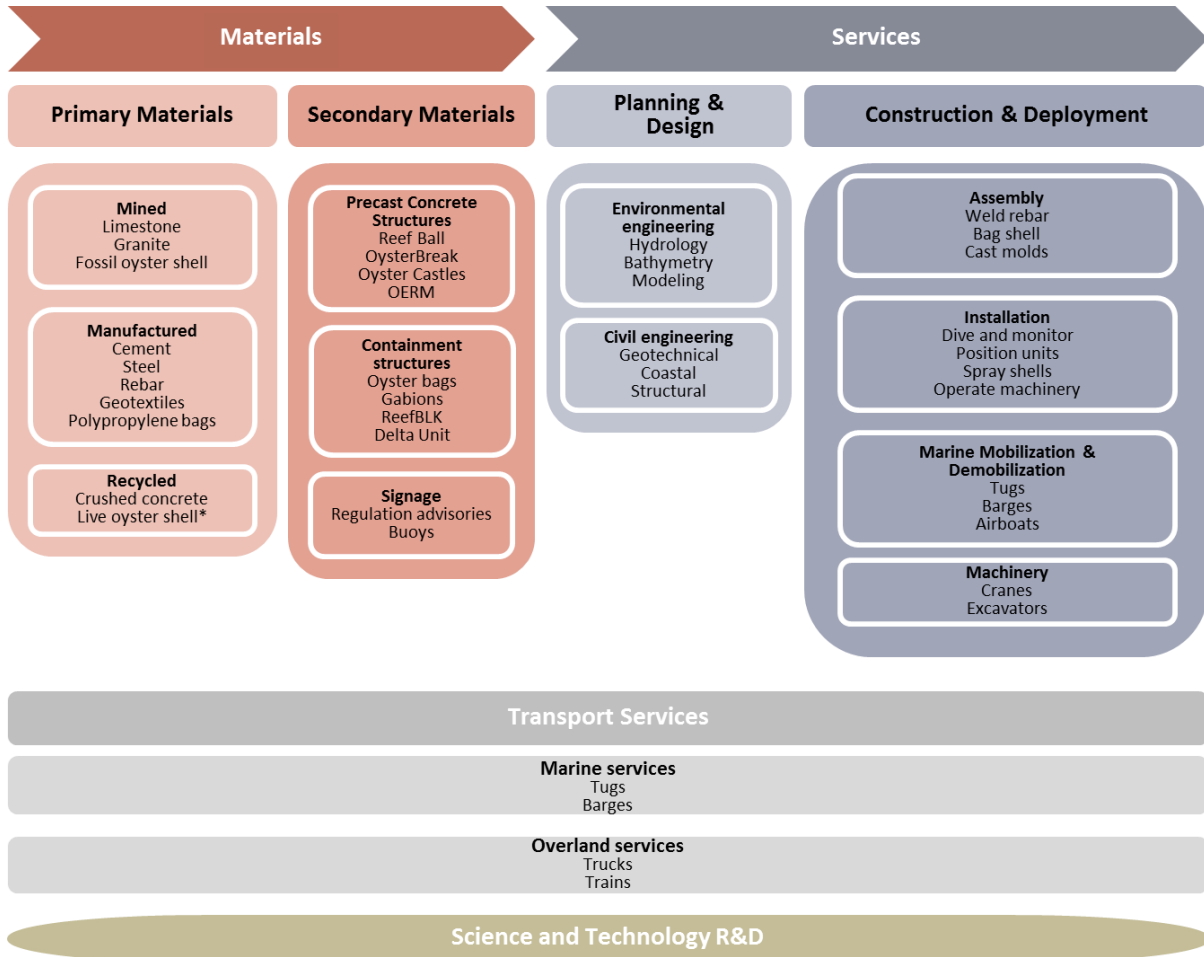 Materials
Services
Primary Materials
Secondary Materials
Planning &
Design
Construction & Deployment
Mined
Limestone
Granite
Fossil oyster shell
Manufactured
Cement
Steel
Rebar
Geotextiles
Polypropylene bags
Recycled
Crushed concrete
Live oyster shell*
Precast Concrete
Structures
Reef Ball
OysterBreak
Oyster Castles
OERM
Containment
structures
Oyster bags
Gabions
ReefBLK
Delta Unit
Signage
Regulation advisories
Buoys
Environmental
engineering
Hydrology
Bathymetry
Modeling
Civil engineering
Geotechnical
Coastal
Structural
Assembly
Weld rebar
Bag shell
Cast molds
Installation
Dive and monitor
Position units
Spray shells
Operate machinery
Marine Mobilization &
Demobilization
Tugs
Barges
Airboats
Machinery
Cranes
Excavators
Transport Services
Marine services
Tugs
Barges
Overland services
Trucks
Trains
Science and Technology R&D